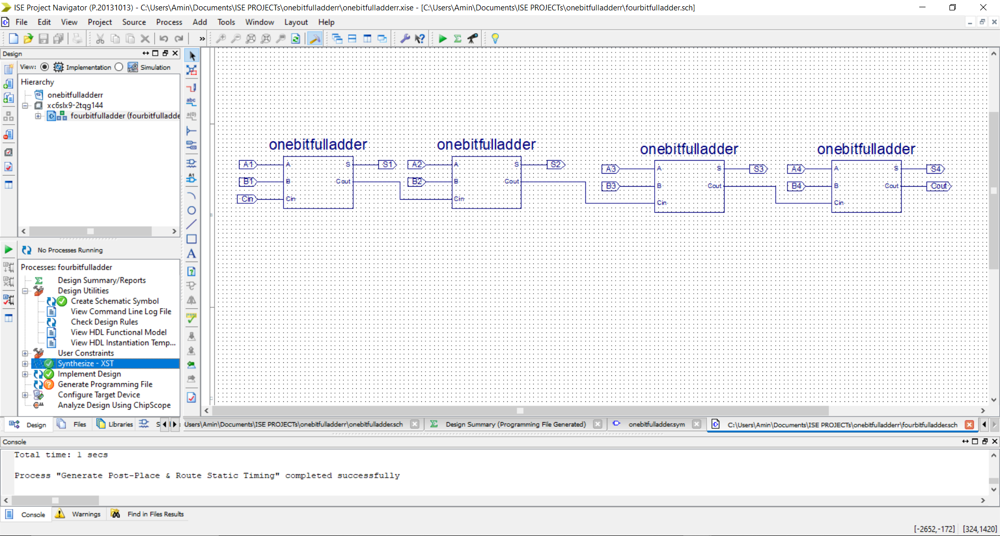 ISE Project Navigator (P.20131013) - C:\Users\Amin\Documents\ISE PROJECTs\onebitfulladderr\onebitfulladderr.xise - [C:\Users\Amin\Documents\ISE PROJECTs\onebitfulladderr\fourbitfulladder.sch]
File Edit View Project Source Process Add Tools Window Layout Help
Design
View: Implementation Simulation
Hierarchy
onebitfulladderr
xc6slx9-2tqg144
fourbitfulladder (fourbitfulladde
No Processes Running
Processes: fourbitfulladder
Design Summary/Reports
Design Utilities
Create Schematic Symbol
View Command Line Log File
Check Design Rules
View HDL Functional Model
View HDL Instantiation Temp...
User Constraints
Synthesize - XST
Implement Design
Generate Programming File
Configure Target Device
Analyze Design Using ChipScope
Design Files Libraries S
abc
a(0)
A1
A
onebitfulladder onebitfulladder onebitfulladder onebitfulladder
A1 A S S1 A2 A S S2 A3 A S S3 A4 A S S4
B1 B Cout B2 B Cout B3 B Cout B4 B Cout Cout
Cin Cin Cin Cin Cin
Users\Amin\Documents\ISE PROJECTs\onebitfulladderr\onebitfulladder.sch Design Summary (Programming File Generated) onebitfulladder.sym C:\Users\Amin\Documents\ISE PROJECTs\onebitfulladderr\fourbitfulladder.sch
Console
Total time: 1 secs
Process "Generate Post-Place & Route Static Timing" completed successfully
Console Warnings Find in Files Results
[-2652,-172] [324,1420]